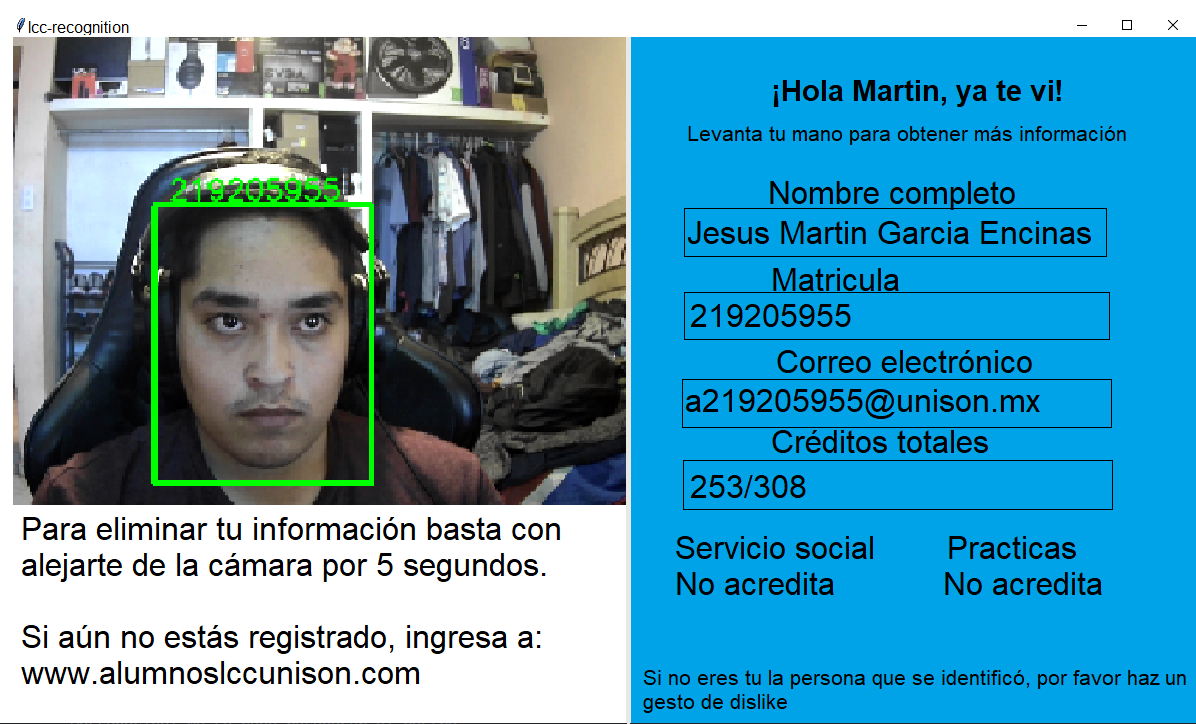 lcc-recognition
219205955
Para eliminar tu información basta con
alejarte de la cámara por 5 segundos.
Si aún no estás registrado, ingresa a:
www.alumnoslccunison.com
¡Hola Martin, ya te vi!
Levanta tu mano para obtener más información
Nombre completo
Jesus Martin Garcia Encinas
Matricula
219205955
Correo electrónico
a219205955@unison.mx
Créditos totales
253/308
Servicio social Practicas
No acredita No acredita
Si no eres tu la persona que se identificó, por favor haz un
gesto de dislike